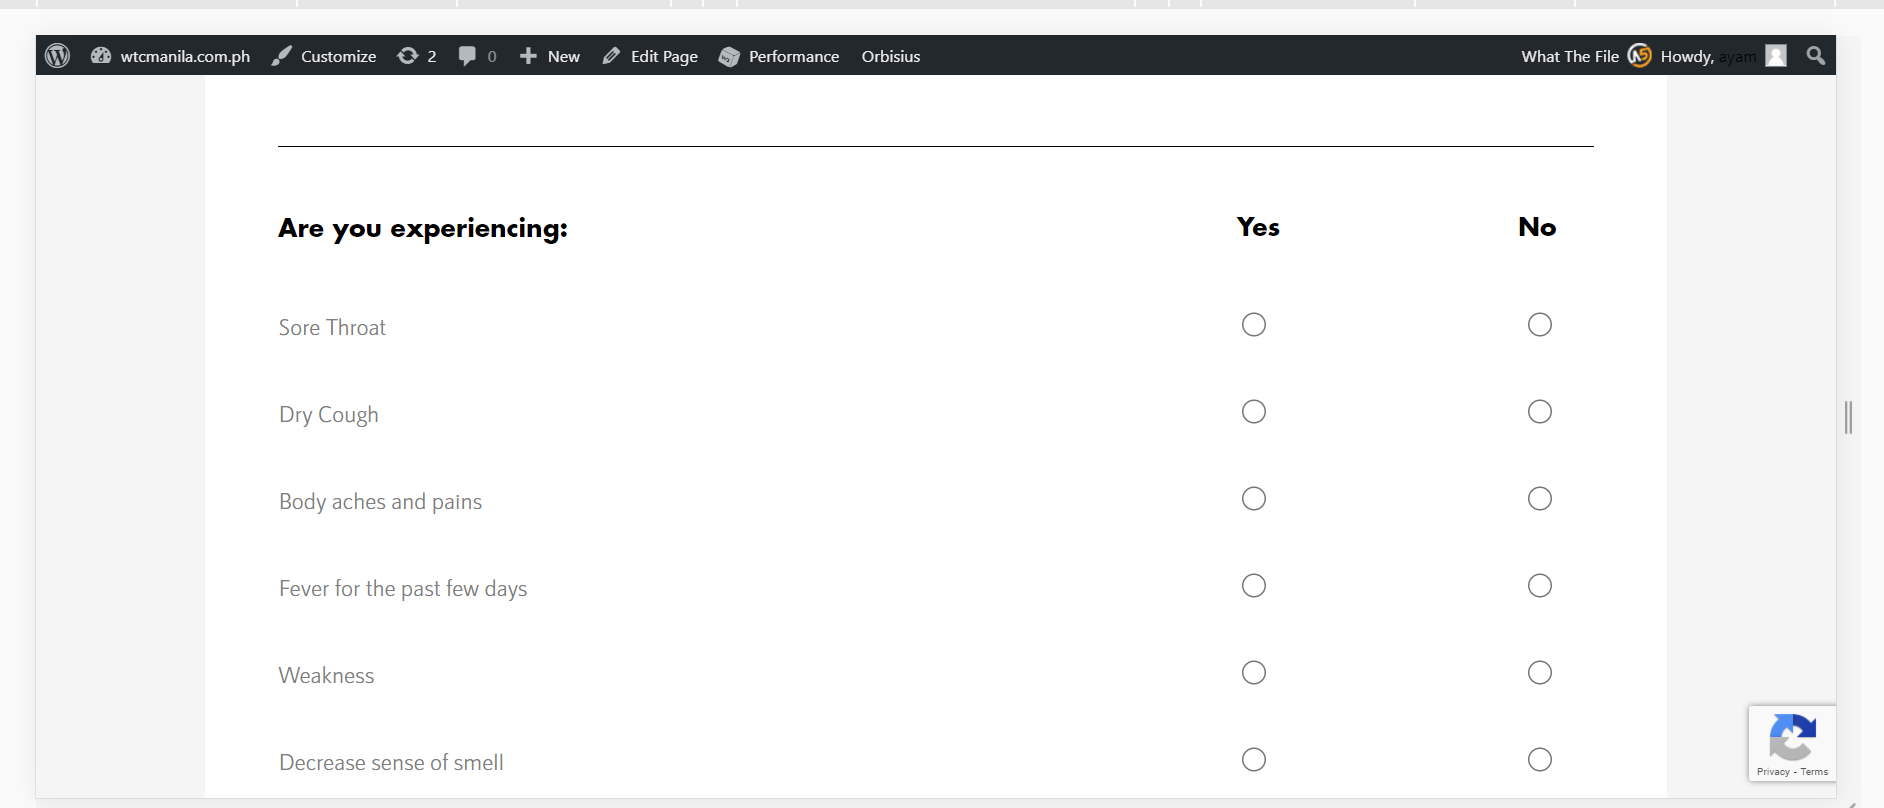 wtcmanila.com.ph Customize 2 0 New Edit Page Performance Orbisius What The File Howdy, ayam
Are you experiencing: Yes No
Sore Throat
Dry Cough
Body aches and pains
Fever for the past few days
Weakness
Decrease sense of smell
Privacy - Terms